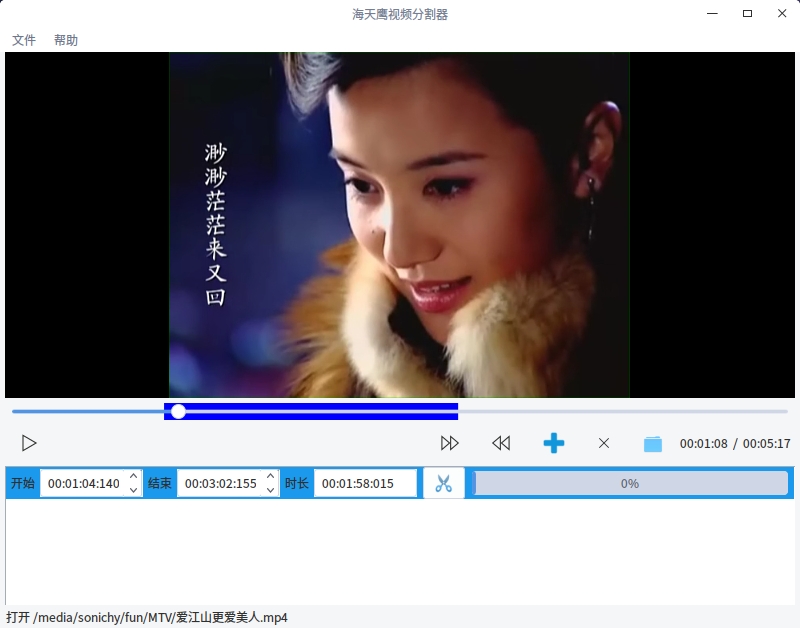 海天鹰视频分割器
文件 帮助
渺渺茫茫来又回
00:01:08 / 00:05:17
开始 00:01:04:140 结束 00:03:02:155 时长 00:01:58:015 0%
打开 /media/sonichy/fun/MTV/爱江山更爱美人.mp4